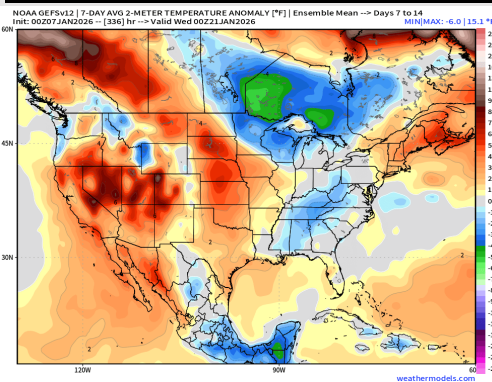 NOAA GEFSv12 | 7-DAY AVG 2-METER TEMPERATURE ANOMALY [°F] | Ensemble Mean --> Days 7 to 14
Init: 00Z07JAN2026 -- [336] hr --> Valid Wed 00Z21JAN2026
MIN|MAX: -6.0 | 15.1 °F
60N
45N
30N
120W
90W
60
weathermodels.com